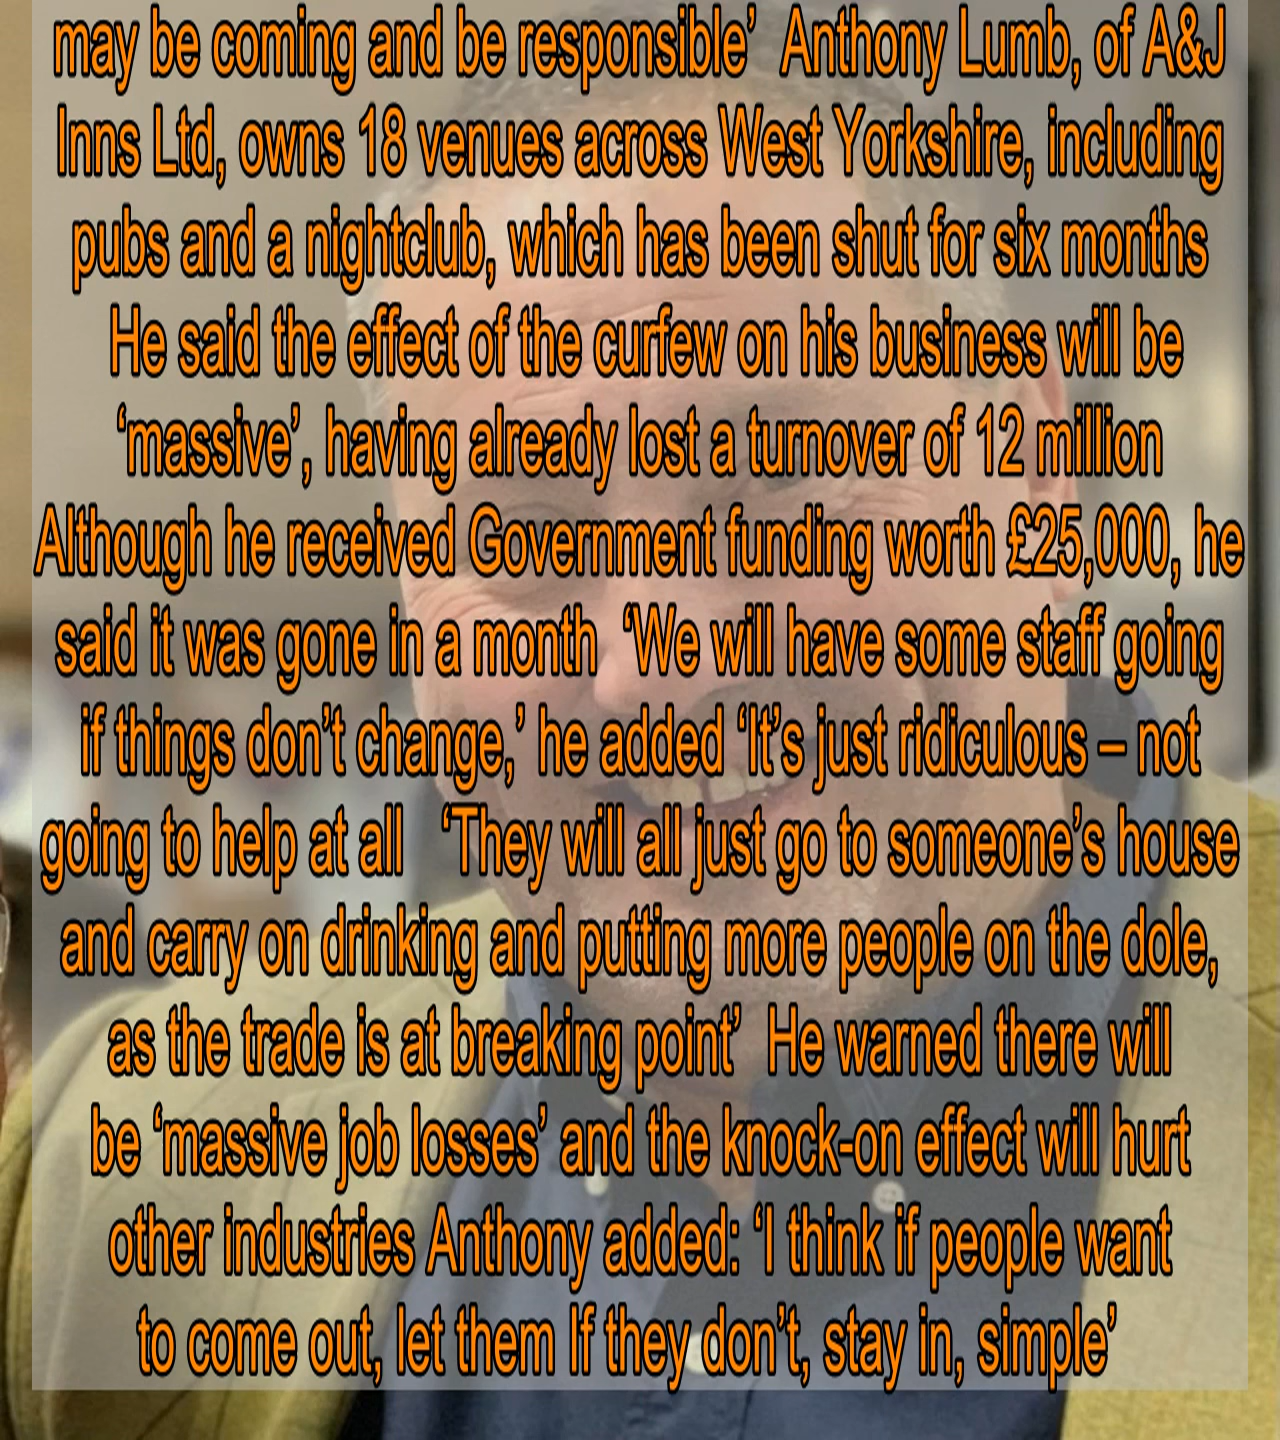 may be coming and be responsible’ Anthony Lumb, of A&J
Inns Ltd, owns 18 venues across West Yorkshire, including
pubs and a nightclub, which has been shut for six months
He said the effect of the curfew on his business will be
‘massive’, having already lost a turnover of 12 million
Although he received Government funding worth £25,000, he
said it was gone in a month ‘We will have some staff going
if things don’t change,’ he added ‘It’s just ridiculous – not
going to help at all ‘They will all just go to someone’s house
and carry on drinking and putting more people on the dole,
as the trade is at breaking point’ He warned there will
be ‘massive job losses’ and the knock-on effect will hurt
other industries Anthony added: ‘I think if people want
to come out, let them If they don’t, stay in, simple’